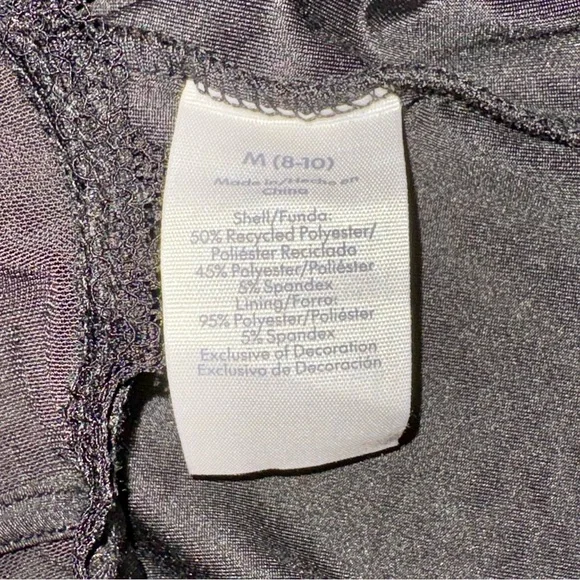 M (8-10)
Made in/Hecho en
China
Shell/Funda:
50% Recycled Polyester/
Poliéster Reciclado
45% Polyester/Poliéster
5% Spandex
Lining/Forro:
95% Polyester/Poliéster
5% Spandex
Exclusive of Decoration
Exclusivo de Decoración